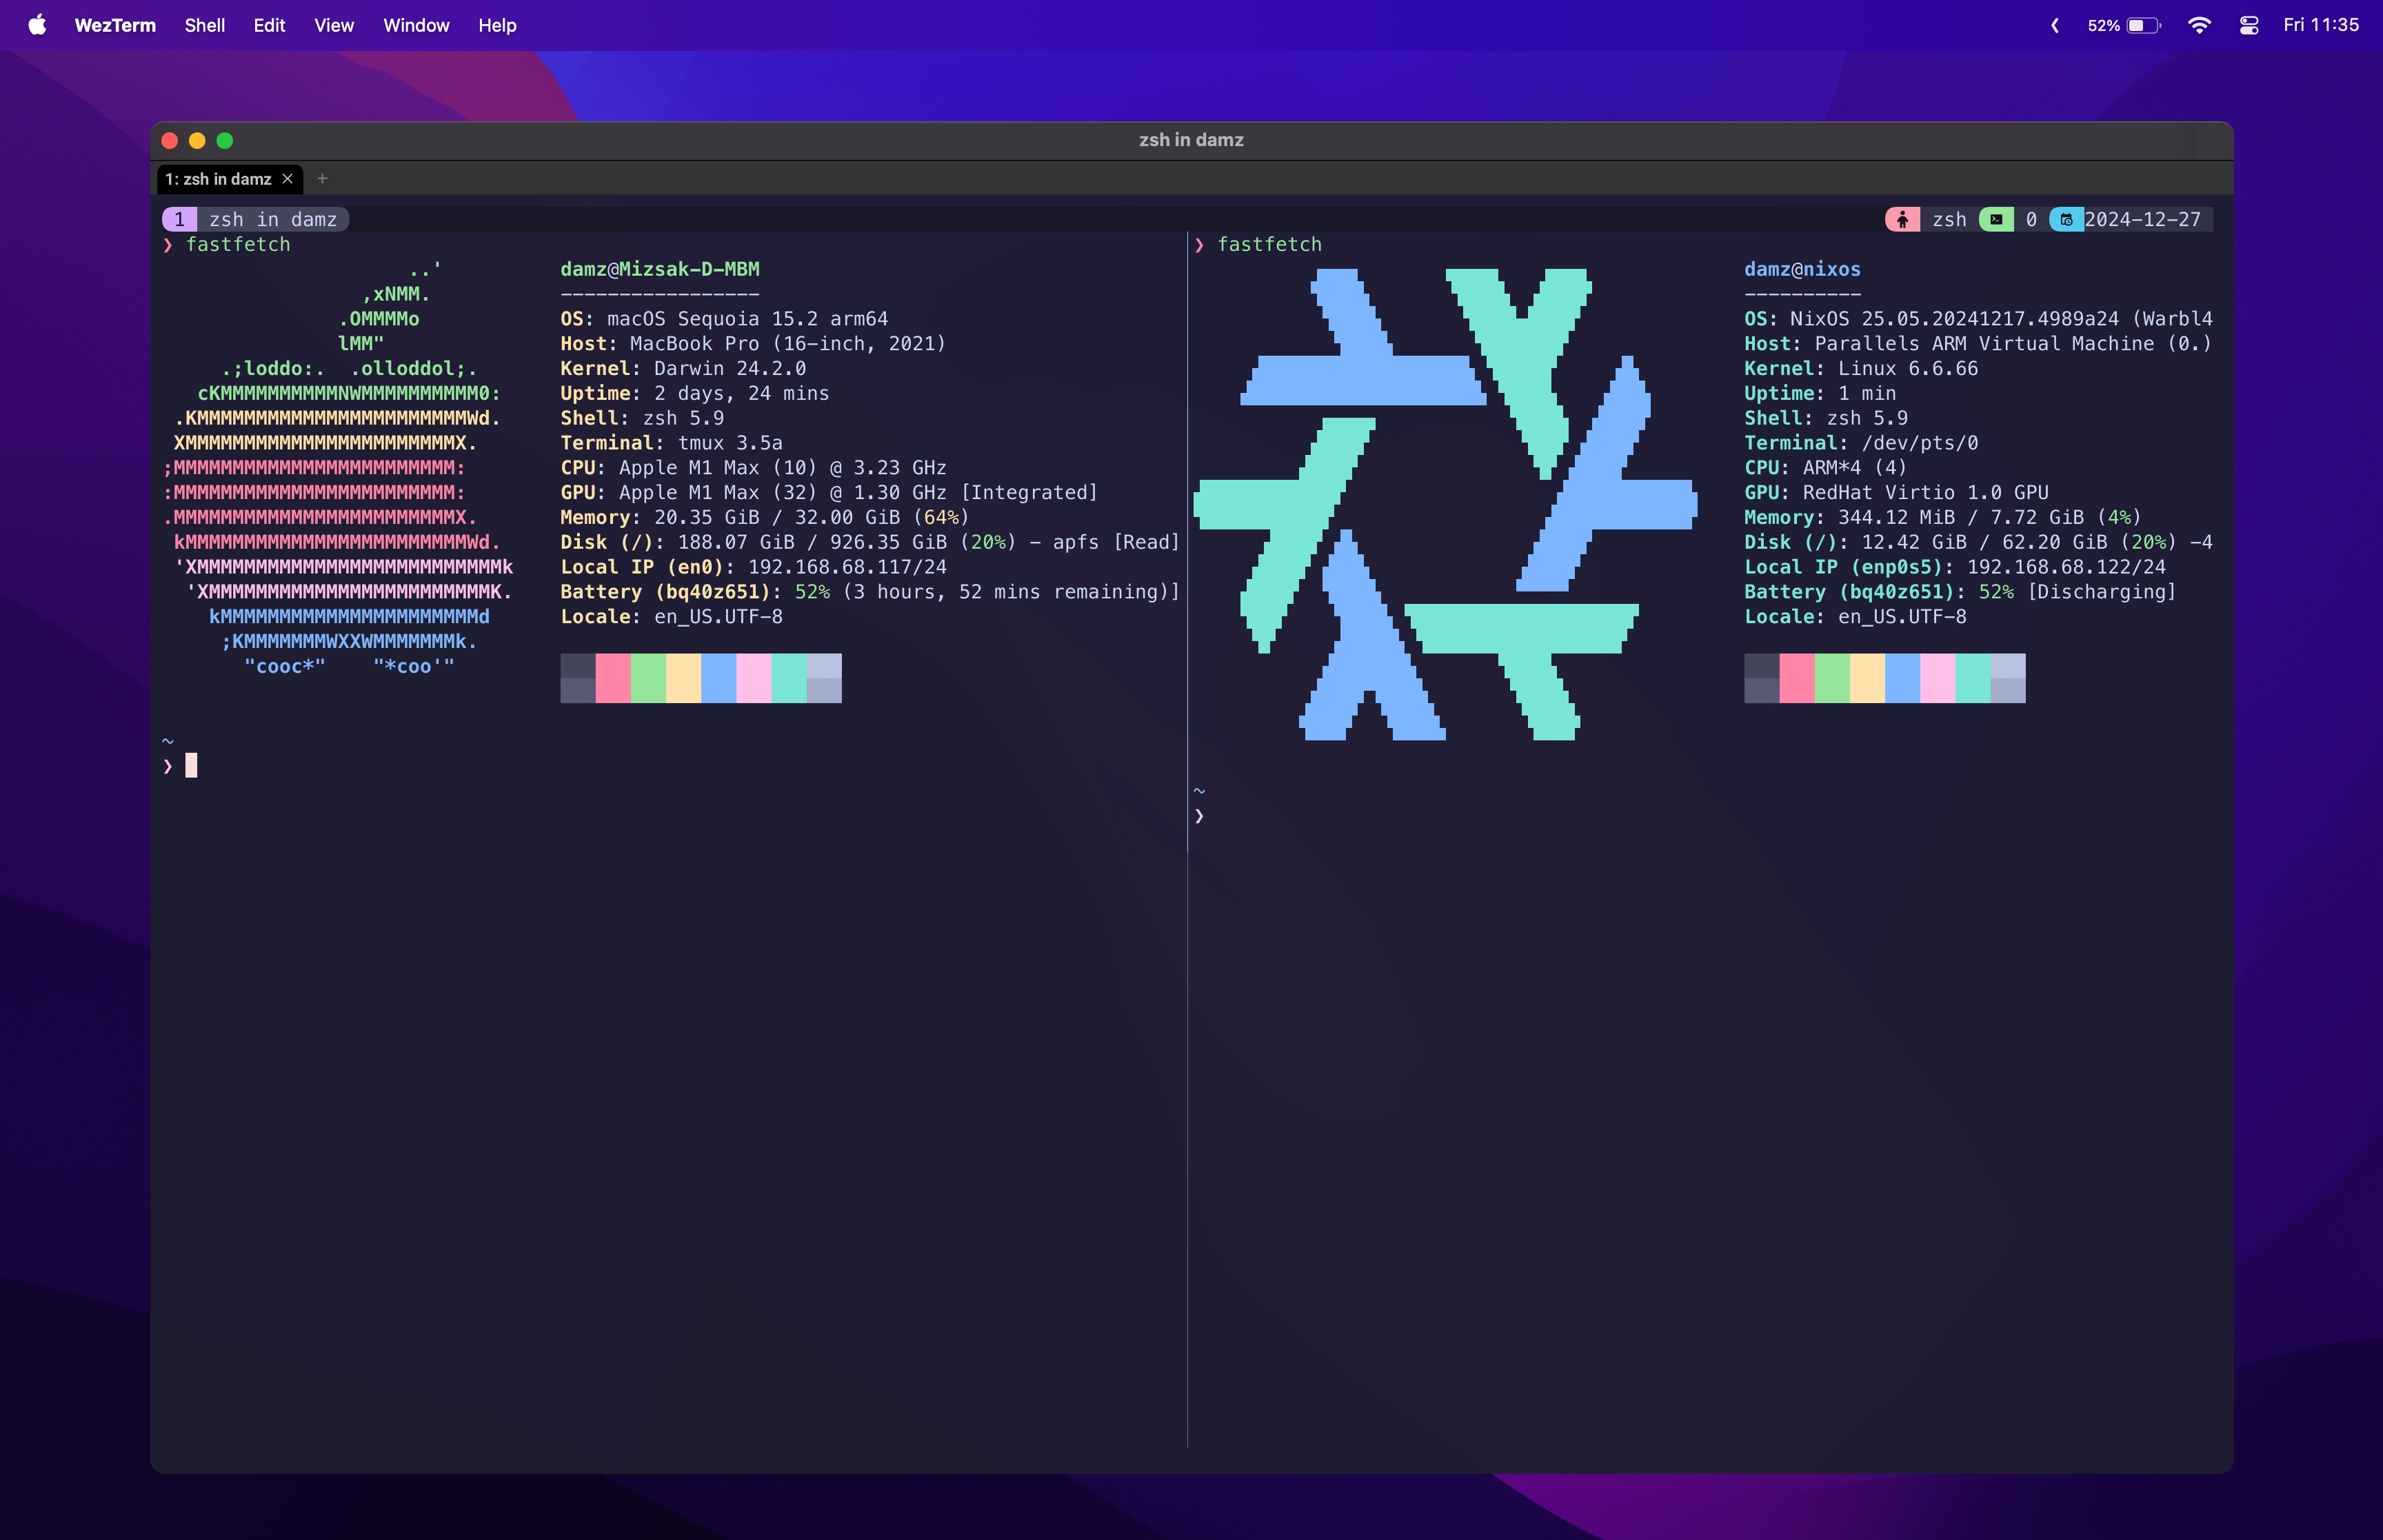 WezTerm Shell Edit View Window Help 52% Fri 11:35
zsh in damz
1: zsh in damz × +
1 zsh in damz zsh 0 2024-12-27
❯ fastfetch
..'
,xNMM.
.OMMMMo
lMM"
.;loddo:. .olloddol;.
cKMMMMMMMMMMNWMMMMMMMMMM0:
.KMMMMMMMMMMMMMMMMMMMMMMMWd.
XMMMMMMMMMMMMMMMMMMMMMMMX.
;MMMMMMMMMMMMMMMMMMMMMMMM:
:MMMMMMMMMMMMMMMMMMMMMMMM:
.MMMMMMMMMMMMMMMMMMMMMMMMX.
kMMMMMMMMMMMMMMMMMMMMMMMMWd.
'XMMMMMMMMMMMMMMMMMMMMMMMMMMk
'XMMMMMMMMMMMMMMMMMMMMMMMMK.
kMMMMMMMMMMMMMMMMMMMMMMd
;KMMMMMMMWXXWMMMMMMMk.
"cooc*" "*coo'"
damz@Mizsak-D-MBM
-----------------
OS: macOS Sequoia 15.2 arm64
Host: MacBook Pro (16-inch, 2021)
Kernel: Darwin 24.2.0
Uptime: 2 days, 24 mins
Shell: zsh 5.9
Terminal: tmux 3.5a
CPU: Apple M1 Max (10) @ 3.23 GHz
GPU: Apple M1 Max (32) @ 1.30 GHz [Integrated]
Memory: 20.35 GiB / 32.00 GiB (64%)
Disk (/): 188.07 GiB / 926.35 GiB (20%) - apfs [Read]
Local IP (en0): 192.168.68.117/24
Battery (bq40z651): 52% (3 hours, 52 mins remaining)]
Locale: en_US.UTF-8
~
❯
❯ fastfetch
damz@nixos
----------
OS: NixOS 25.05.20241217.4989a24 (Warbl4
Host: Parallels ARM Virtual Machine (0.)
Kernel: Linux 6.6.66
Uptime: 1 min
Shell: zsh 5.9
Terminal: /dev/pts/0
CPU: ARM*4 (4)
GPU: RedHat Virtio 1.0 GPU
Memory: 344.12 MiB / 7.72 GiB (4%)
Disk (/): 12.42 GiB / 62.20 GiB (20%) -4
Local IP (enp0s5): 192.168.68.122/24
Battery (bq40z651): 52% [Discharging]
Locale: en_US.UTF-8
~
❯